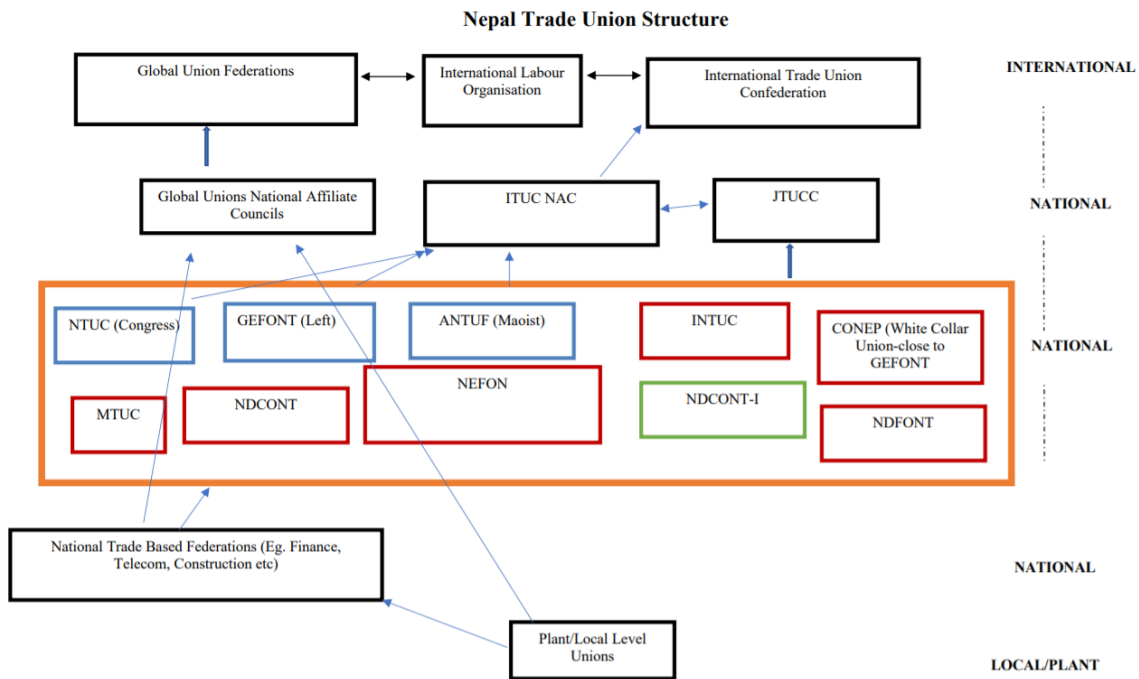 Nepal Trade Union Structure
Global Union Federations
International Labour
Organisation
International Trade Union
Confederation
INTERNATIONAL
Global Unions National Affiliate
Councils
ITUC NAC
JTUCC
NATIONAL
NTUC (Congress)
GEFONT (Left)
ANTUF (Maoist)
INTUC
CONEP (White Collar
Union-close to
GEFONT
NATIONAL
MTUC
NDCONT
NEFON
NDCONT-I
NDFONT
National Trade Based Federations (Eg. Finance,
Telecom, Construction etc)
NATIONAL
Plant/Local Level
Unions
LOCAL/PLANT